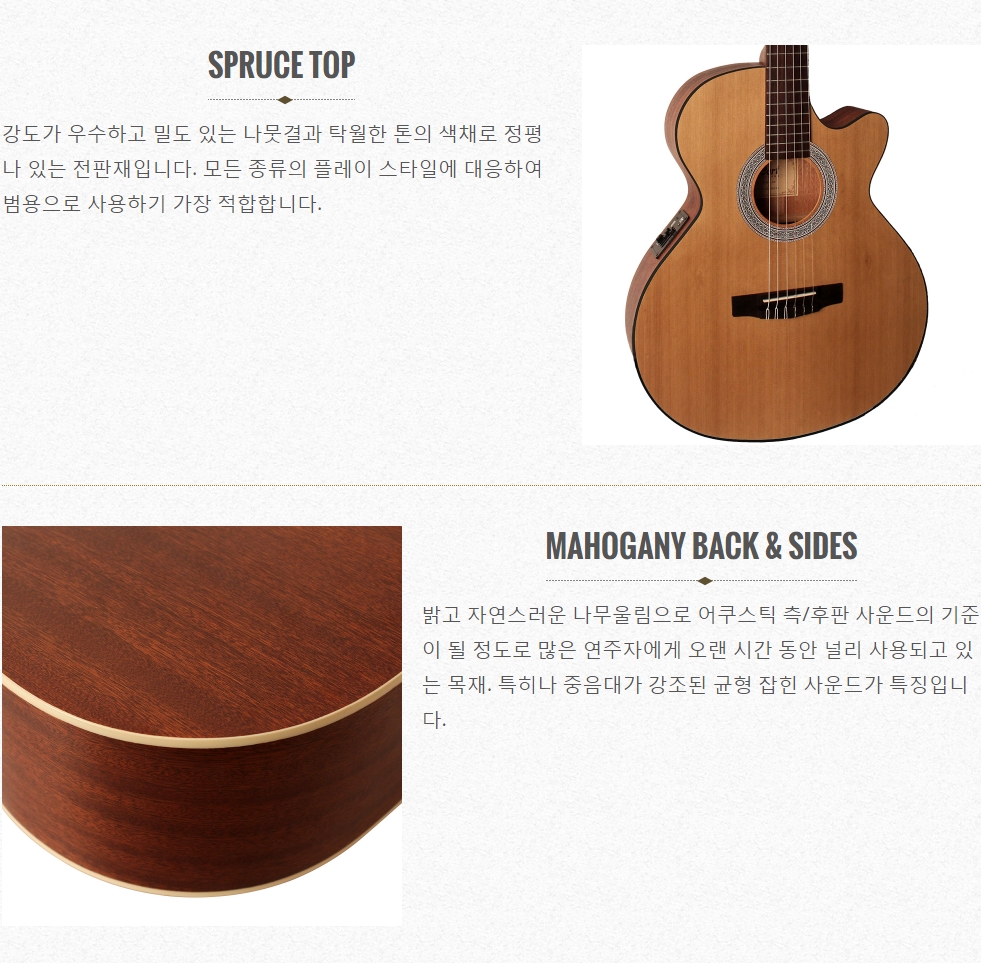 SPRUCE TOP
강도가 우수하고 밀도 있는 나뭇결과 탁월한 톤의 색채로 정평
나 있는 전판재입니다. 모든 종류의 플레이 스타일에 대응하여
범용으로 사용하기 가장 적합합니다.
MAHOGANY BACK & SIDES
밝고 자연스러운 나무울림으로 어쿠스틱 측/후판 사운드의 기준
이 될 정도로 많은 연주자에게 오랜 시간 동안 널리 사용되고 있
는 목재. 특히나 중음대가 강조된 균형 잡힌 사운드가 특징입니
다.